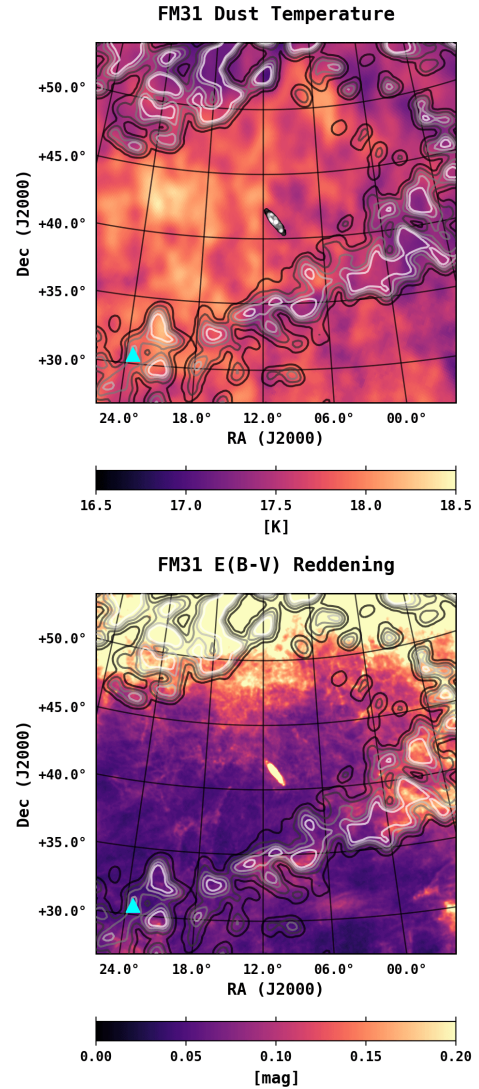 FM31 Dust Temperature
+50.0°
+45.0°
+40.0°
+35.0°
+30.0°
Dec (J2000)
24.0° 18.0° 12.0° 06.0° 00.0°
RA (J2000)
16.5 17.0 17.5 18.0 18.5
[K]
FM31 E(B-V) Reddening
+50.0°
+45.0°
+40.0°
+35.0°
+30.0°
Dec (J2000)
24.0° 18.0° 12.0° 06.0° 00.0°
RA (J2000)
0.00 0.05 0.10 0.15 0.20
[mag]